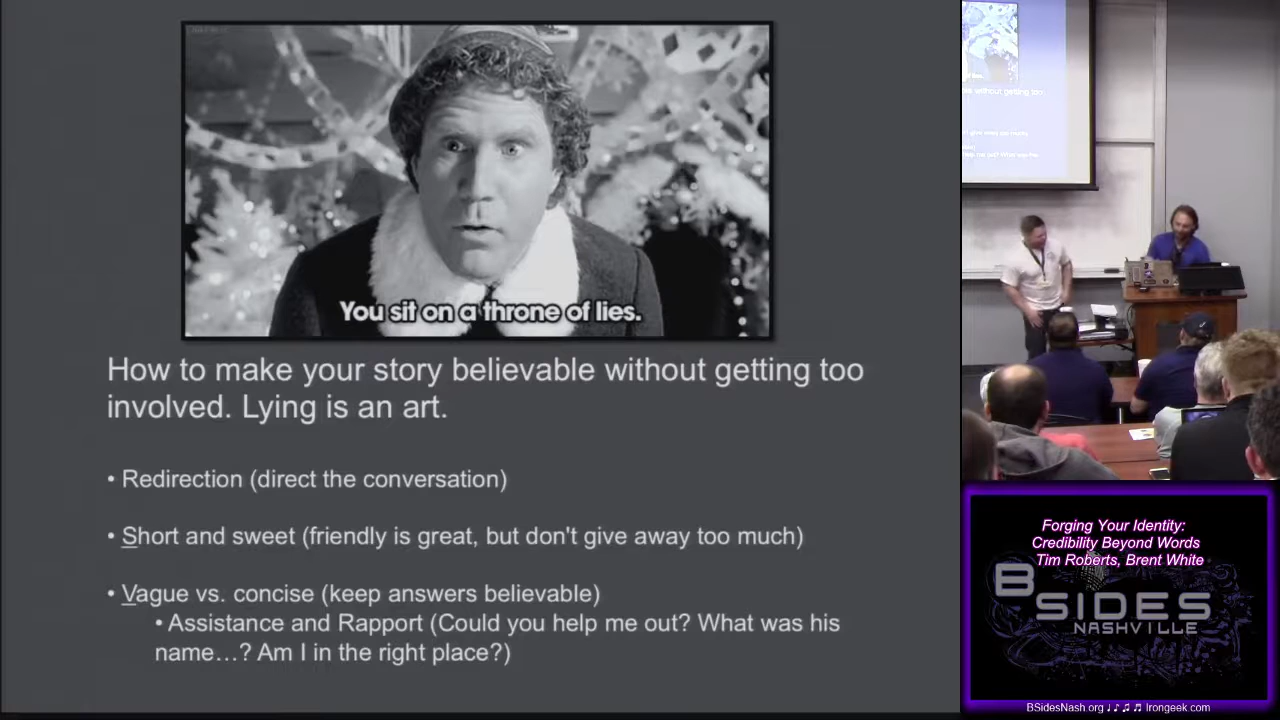 You sit on a throne of lies.
How to make your story believable without getting too
involved. Lying is an art.
• Redirection (direct the conversation)
• Short and sweet (friendly is great, but don't give away too much)
• Vague vs. concise (keep answers believable)
• Assistance and Rapport (Could you help me out? What was his
name…? Am I in the right place?)
without getting too
Forging Your Identity:
Credibility Beyond Words
Tim Roberts, Brent White
BSIDES
NASHVILLE
BSidesNash.org ♩ ♪ ♫ ♬ Irongeek.com